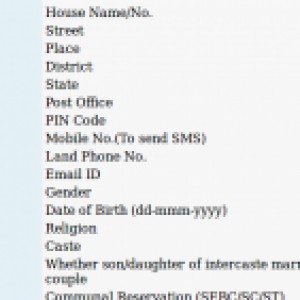 House Name/No.
Street
Place
District
State
Post Office
PIN Code
Mobile No.(To send SMS)
Land Phone No.
Email ID
Gender
Date of Birth (dd-mmm-yyyy)
Religion
Caste
Whether son/daughter of intercaste
couple
Communal Reservation (SEBC/SC/ST)